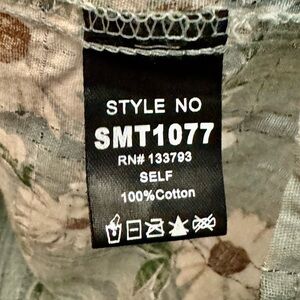 STYLE NO
SMT1077
RN# 133793
SELF
100%Cotton